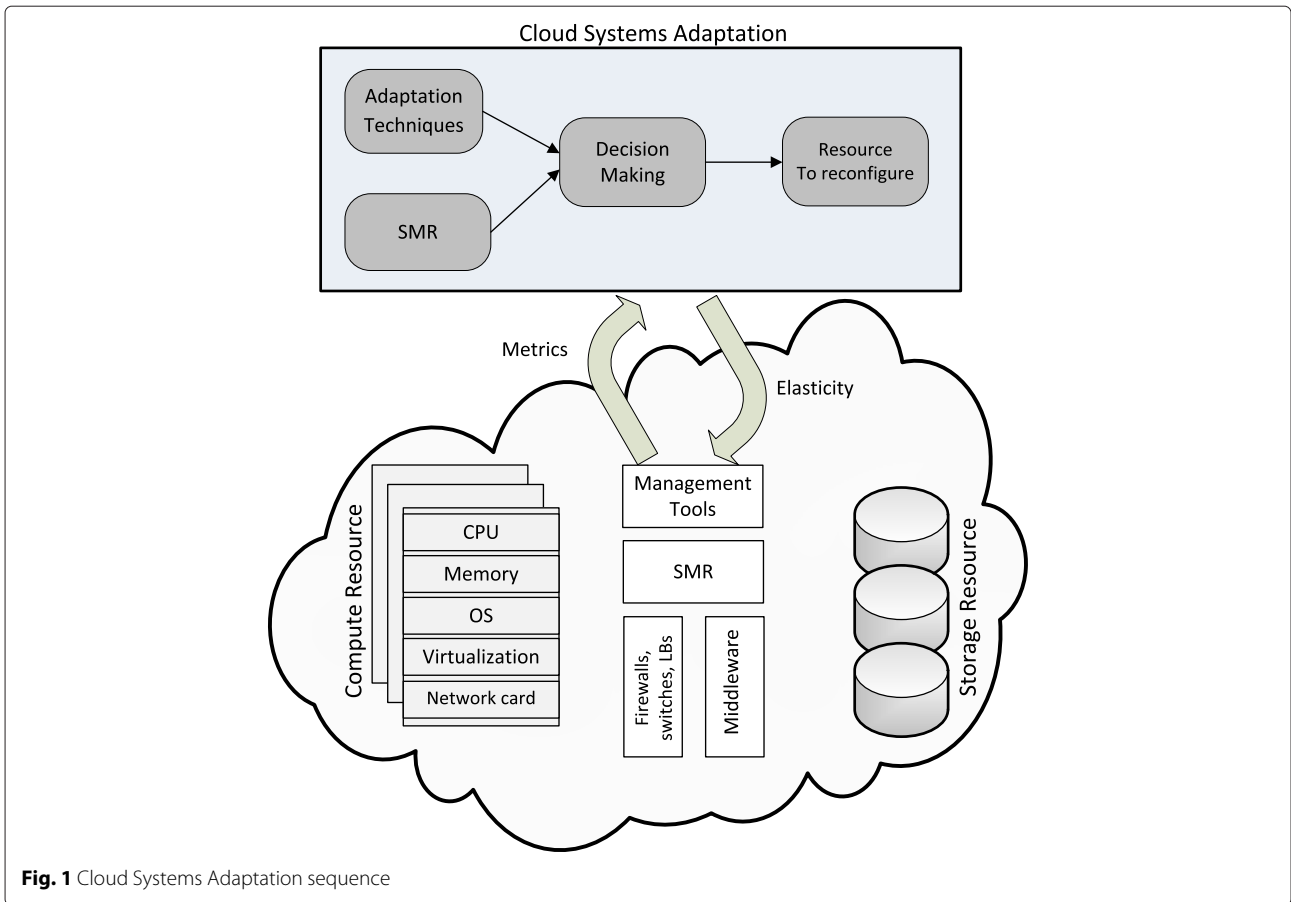 Cloud Systems Adaptation
Adaptation
Techniques
SMR
Decision
Making
Resource
To reconfigure
Metrics
Elasticity
Compute Resource
CPU
Memory
OS
Virtualization
Network card
Management
Tools
SMR
Firewalls,
switches, LBs
Middleware
Storage Resource
Fig. 1 Cloud Systems Adaptation sequence